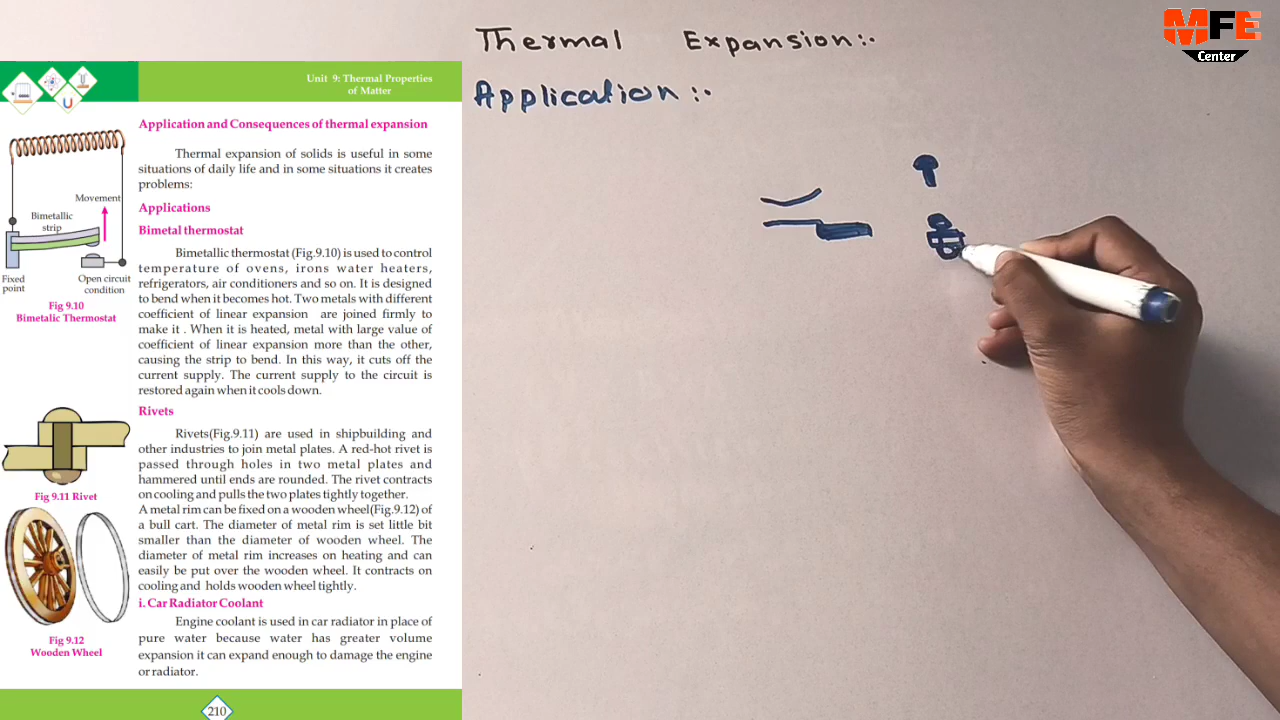 Thermal Expansion:.
Application:.
MFE
Center
Unit 9: Thermal Properties
of Matter
Application and Consequences of thermal expansion
Thermal expansion of solids is useful in some
situations of daily life and in some situations it creates
problems:
Applications
Bimetal thermostat
Bimetallic thermostat (Fig.9.10) is used to control
temperature of ovens, irons water heaters,
refrigerators, air conditioners and so on. It is designed
to bend when it becomes hot. Two metals with different
coefficient of linear expansion are joined firmly to
make it . When it is heated, metal with large value of
coefficient of linear expansion more than the other,
causing the strip to bend. In this way, it cuts off the
current supply. The current supply to the circuit is
restored again when it cools down.
Movement
Bimetallic
strip
Fixed
point
Open circuit
condition
Fig 9.10
Bimetalic Thermostat
Rivets
Rivets(Fig.9.11) are used in shipbuilding and
other industries to join metal plates. A red-hot rivet is
passed through holes in two metal plates and
hammered until ends are rounded. The rivet contracts
on cooling and pulls the two plates tightly together.
A metal rim can be fixed on a wooden wheel(Fig.9.12) of
a bull cart. The diameter of metal rim is set little bit
smaller than the diameter of wooden wheel. The
diameter of metal rim increases on heating and can
easily be put over the wooden wheel. It contracts on
cooling and holds wooden wheel tightly.
Fig 9.11 Rivet
Fig 9.12
Wooden Wheel
i. Car Radiator Coolant
Engine coolant is used in car radiator in place of
pure water because water has greater volume
expansion it can expand enough to damage the engine
or radiator.
210